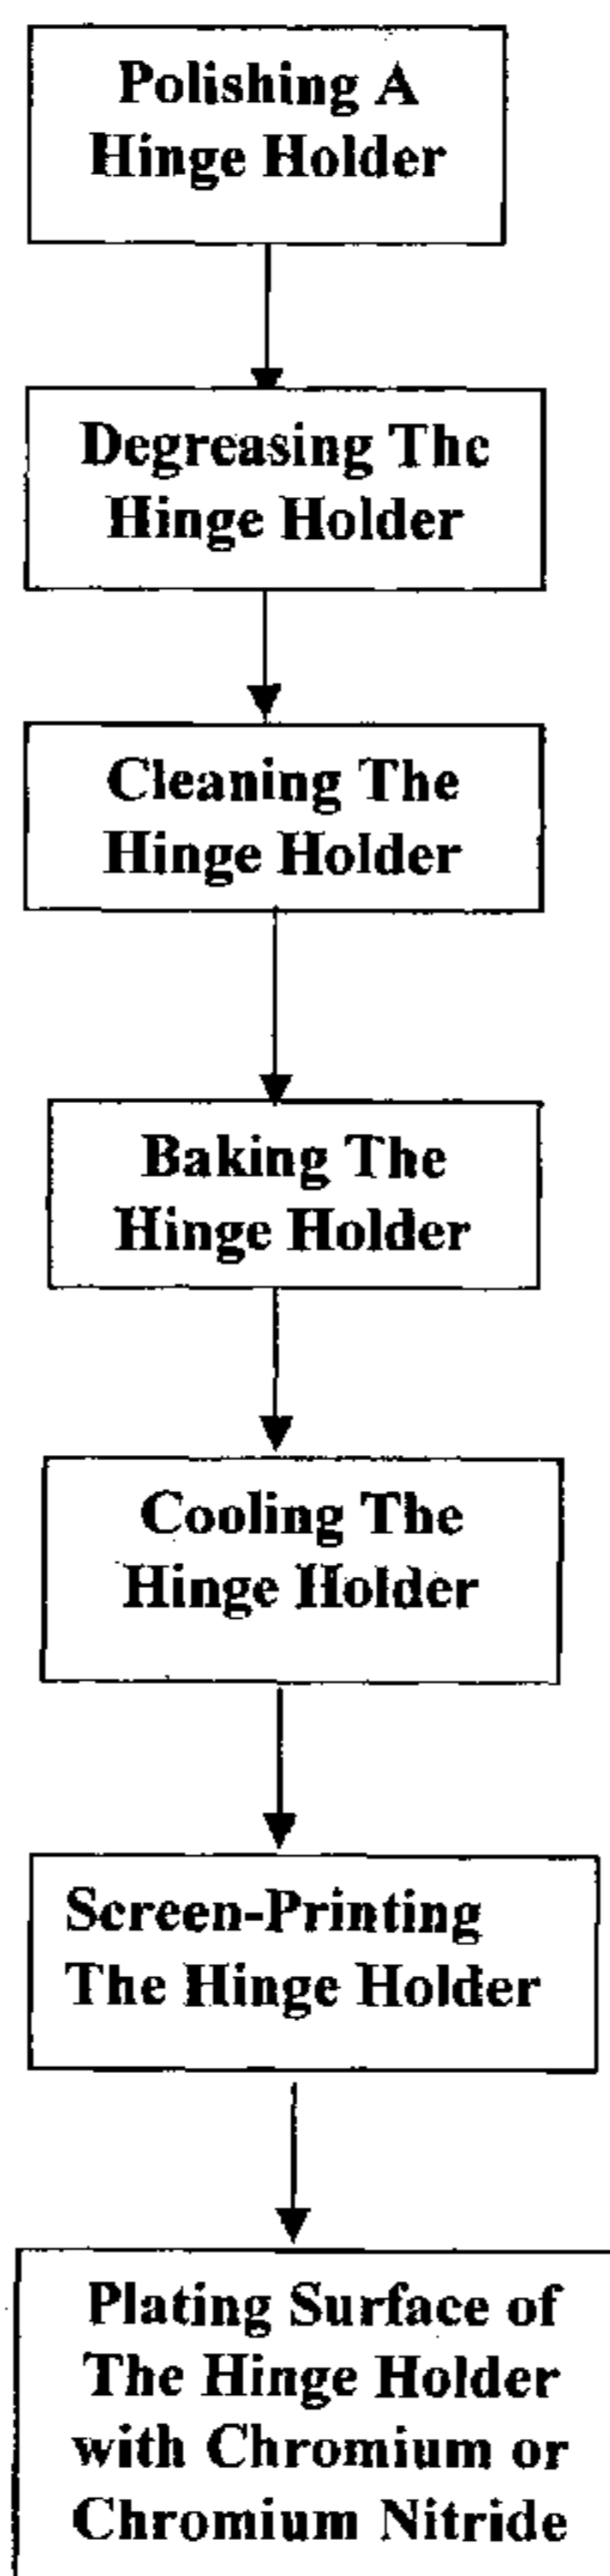 Polishing A
Hinge Holder
Degreasing The
Hinge Holder
Cleaning The
Hinge Holder
Baking The
Hinge Holder
Cooling The
Hinge Holder
Screen-Printing
The Hinge Holder
Plating Surface of
The Hinge Holder
with Chromium or
Chromium Nitride